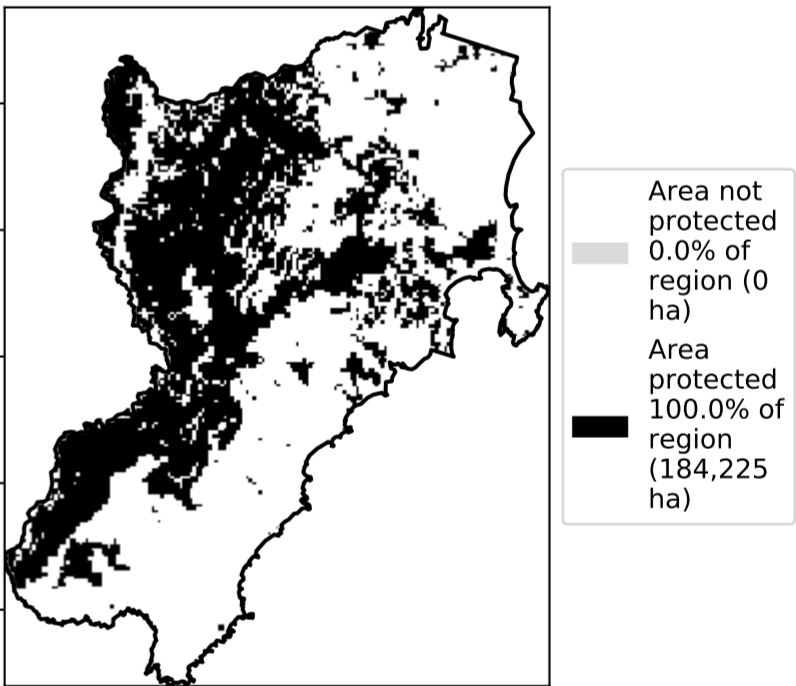 Area not
protected
0.0% of
region (0
ha)
Area
protected
100.0% of
region
(184,225
ha)